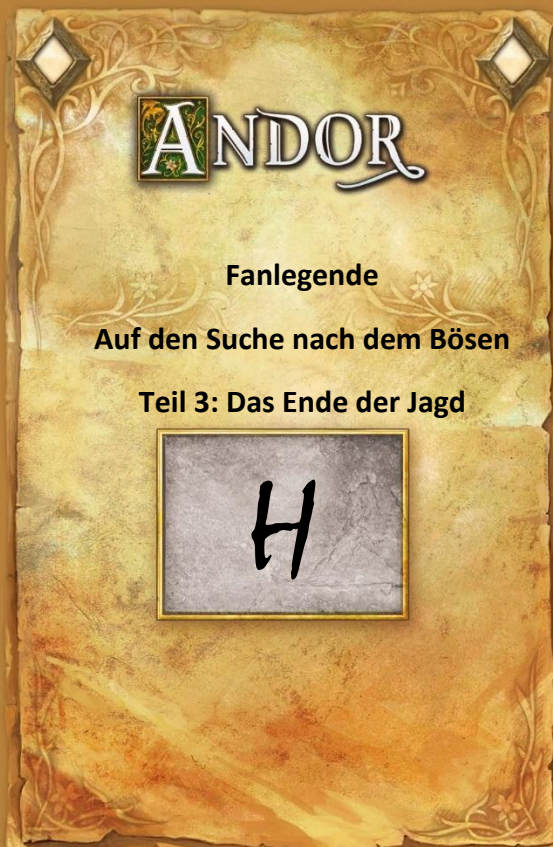 ANDOR
Fanlegende
Auf den Suche nach dem Bösen
Teil 3: Das Ende der Jagd
H